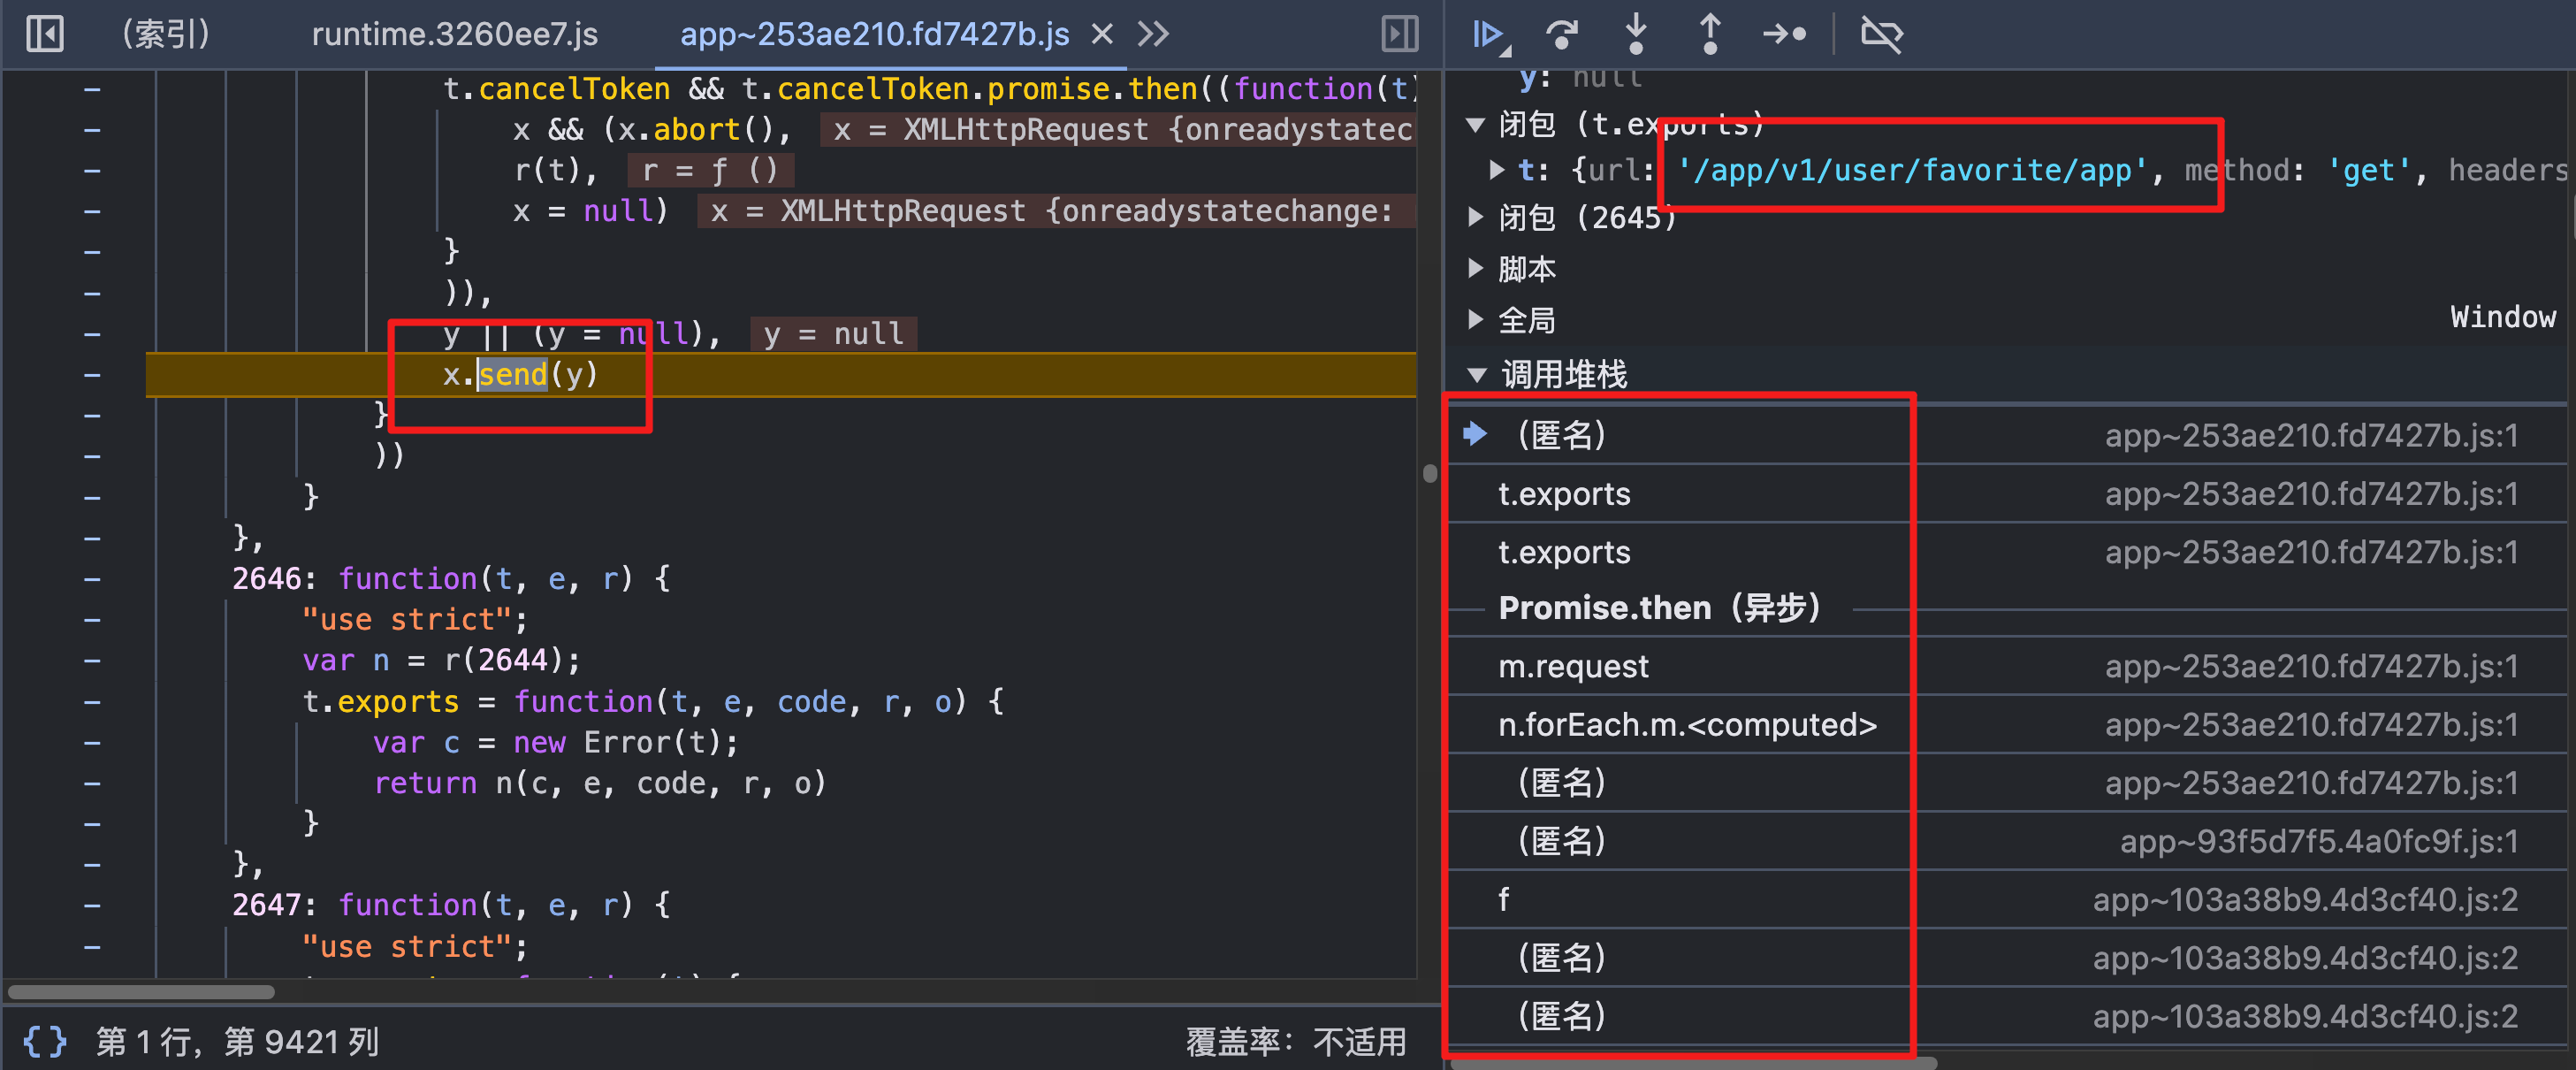 （索引）
runtime.3260ee7.js
app~253ae210.fd7427b.js
t.cancelToken && t.cancelToken.promise.then((function(t)
x && (x.abort(), x = XMLHttpRequest {onreadystatec
r(t), r = ƒ ()
x = null) x = XMLHttpRequest {onreadystatechange:
}
)),
y || (y = null), y = null
x.send(y)
}
))
}
},
2646: function(t, e, r) {
"use strict";
var n = r(2644);
t.exports = function(t, e, code, r, o) {
var c = new Error(t);
return n(c, e, code, r, o)
}
},
2647: function(t, e, r) {
"use strict";
{} 第 1 行，第 9421 列
覆盖率：不适用
y: null
闭包 (t.exports)
t: {url: '/app/v1/user/favorite/app', method: 'get', headers
闭包 (2645)
脚本
全局
Window
调用堆栈
（匿名） app~253ae210.fd7427b.js:1
t.exports app~253ae210.fd7427b.js:1
t.exports app~253ae210.fd7427b.js:1
Promise.then（异步）
m.request app~253ae210.fd7427b.js:1
n.forEach.m.<computed> app~253ae210.fd7427b.js:1
（匿名） app~253ae210.fd7427b.js:1
（匿名） app~93f5d7f5.4a0fc9f.js:1
f app~103a38b9.4d3cf40.js:2
（匿名） app~103a38b9.4d3cf40.js:2
（匿名） app~103a38b9.4d3cf40.js:2